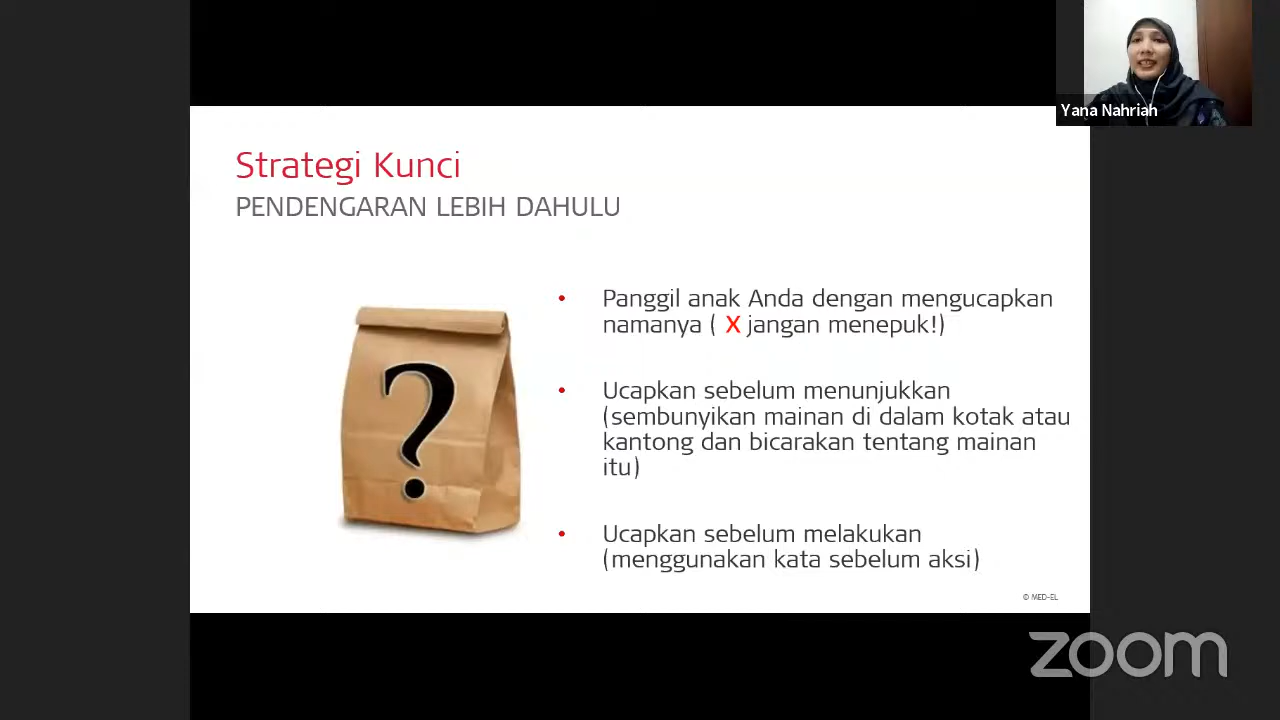 Yana Nahriah
Strategi Kunci
PENDENGARAN LEBIH DAHULU
?
• Panggil anak Anda dengan mengucapkan
namanya ( X jangan menepuk!)
• Ucapkan sebelum menunjukkan
(sembunyikan mainan di dalam kotak atau
kantong dan bicarakan tentang mainan
itu)
• Ucapkan sebelum melakukan
(menggunakan kata sebelum aksi)
© MED-EL
zoom